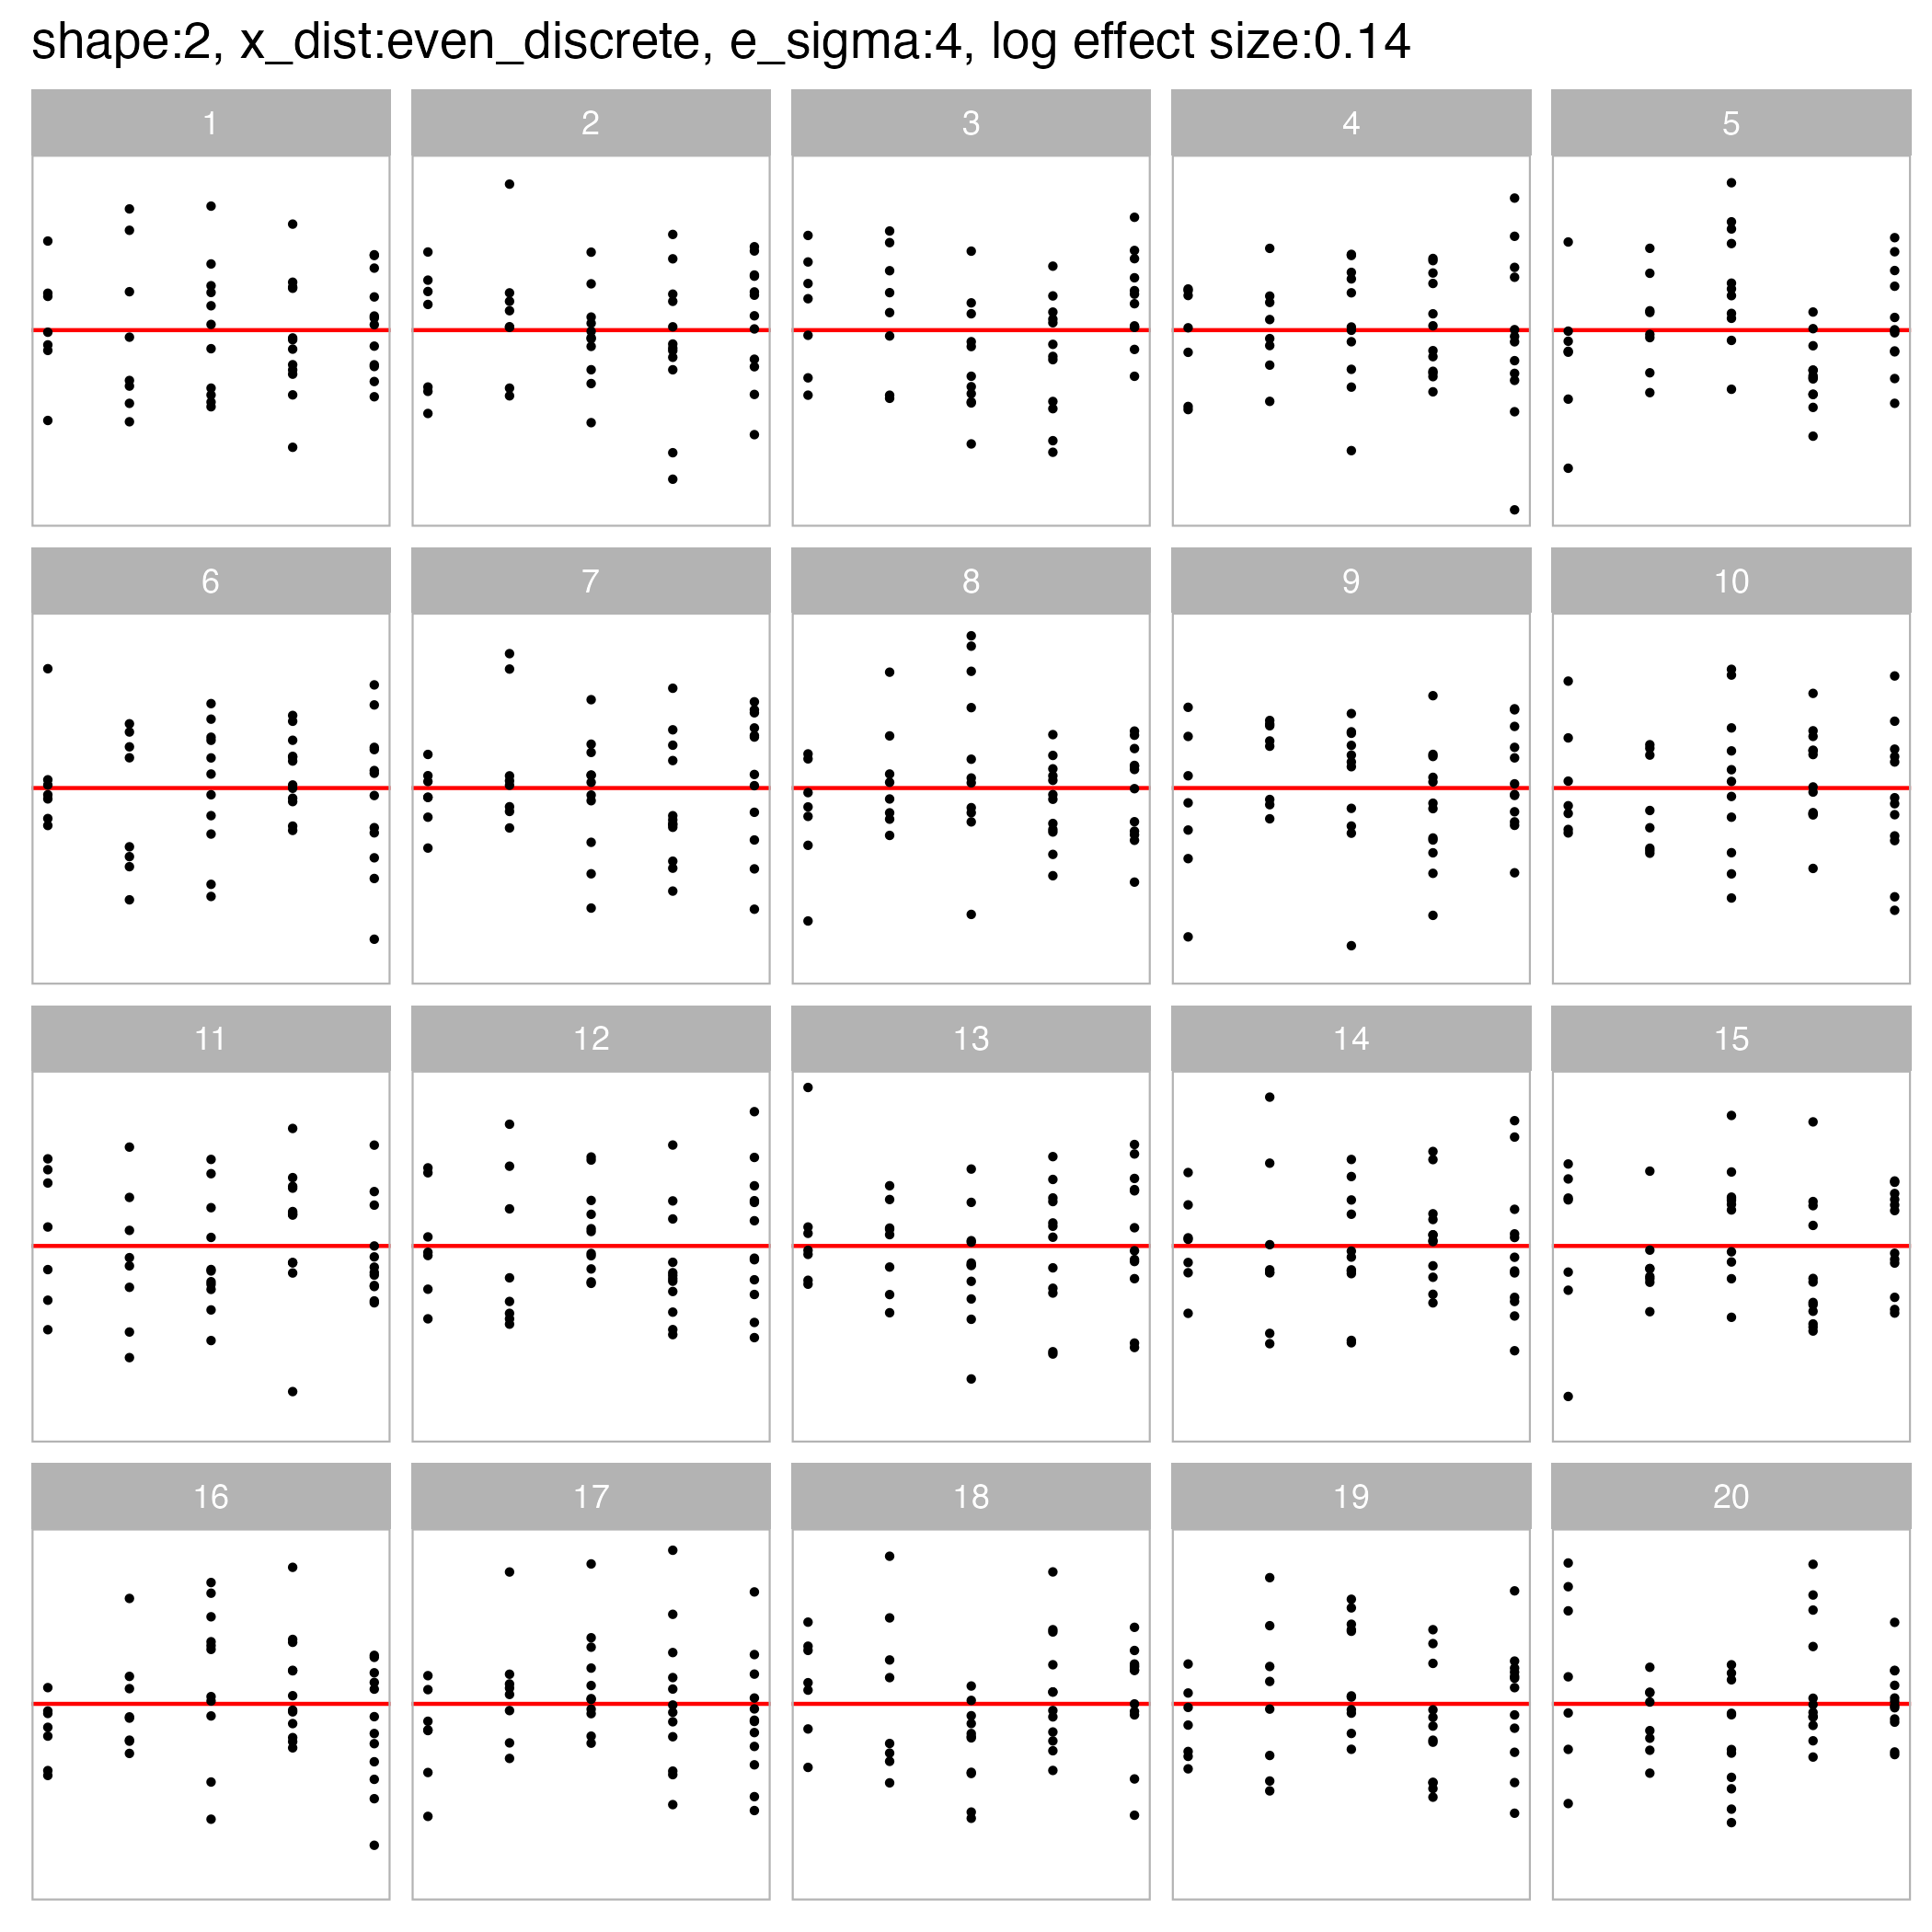 shape:2, x_dist:even_discrete, e_sigma:4, log effect size:0.14
1 2 3 4 5
6 7 8 9 10
11 12 13 14 15
16 17 18 19 20